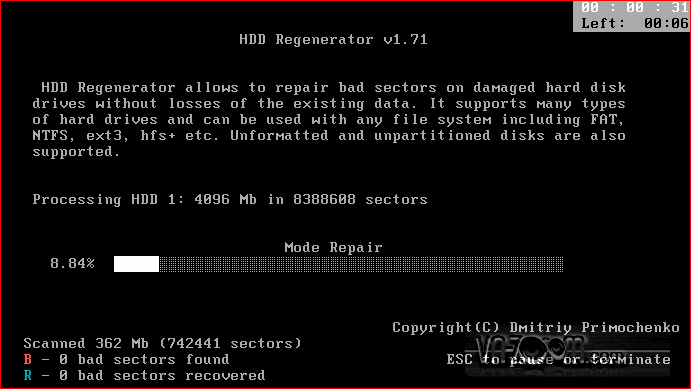 00 : 00 : 31
Left: 00:06
HDD Regenerator v1.71
HDD Regenerator allows to repair bad sectors on damaged hard disk
drives without losses of the existing data. It supports many types
of hard drives and can be used with any file system including FAT,
NTFS, ext3, hfs+ etc. Unformatted and unpartitioned disks are also
supported.
Processing HDD 1: 4096 Mb in 8388608 sectors
Mode Repair
8.84%
Copyright(C) Dmitriy Primochenko
Scanned 362 Mb (742441 sectors)
B - 0 bad sectors found
ESC to pause or terminate
R - 0 bad sectors recovered